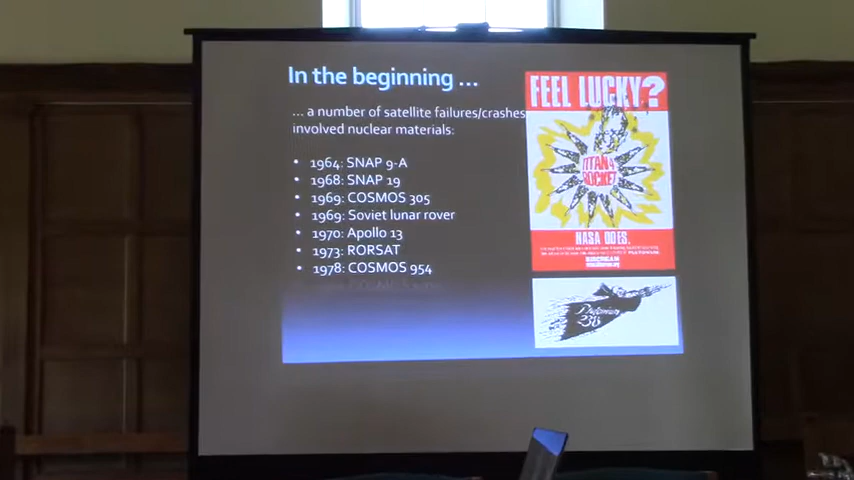 In the beginning ...
... a number of satellite failures/crashes
involved nuclear materials:
• 1964: SNAP 9-A
• 1968: SNAP 19
• 1969: COSMOS 305
• 1969: Soviet lunar rover
• 1970: Apollo 13
• 1973: RORSAT
• 1978: COSMOS 954
FEEL LUCKY?
TITAN 4
ROCKET
NASA DOES.
Plutonium
238